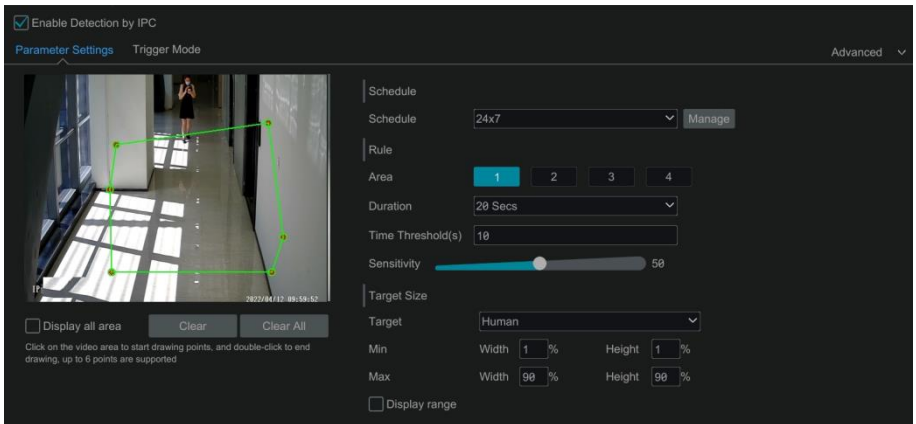 Enable Detection by IPC
Parameter Settings Trigger Mode Advanced
Schedule
Schedule 24x7 Manage
Rule
Area 1 2 3 4
Duration 20 Secs
Time Threshold(s) 10
Sensitivity 50
IP
2022/04/12 09:59:52
Target Size
Display all area Clear Clear All
Target Human
Click on the video area to start drawing points, and double-click to end
drawing, up to 6 points are supported
Min Width 1 % Height 1 %
Max Width 90 % Height 90 %
Display range